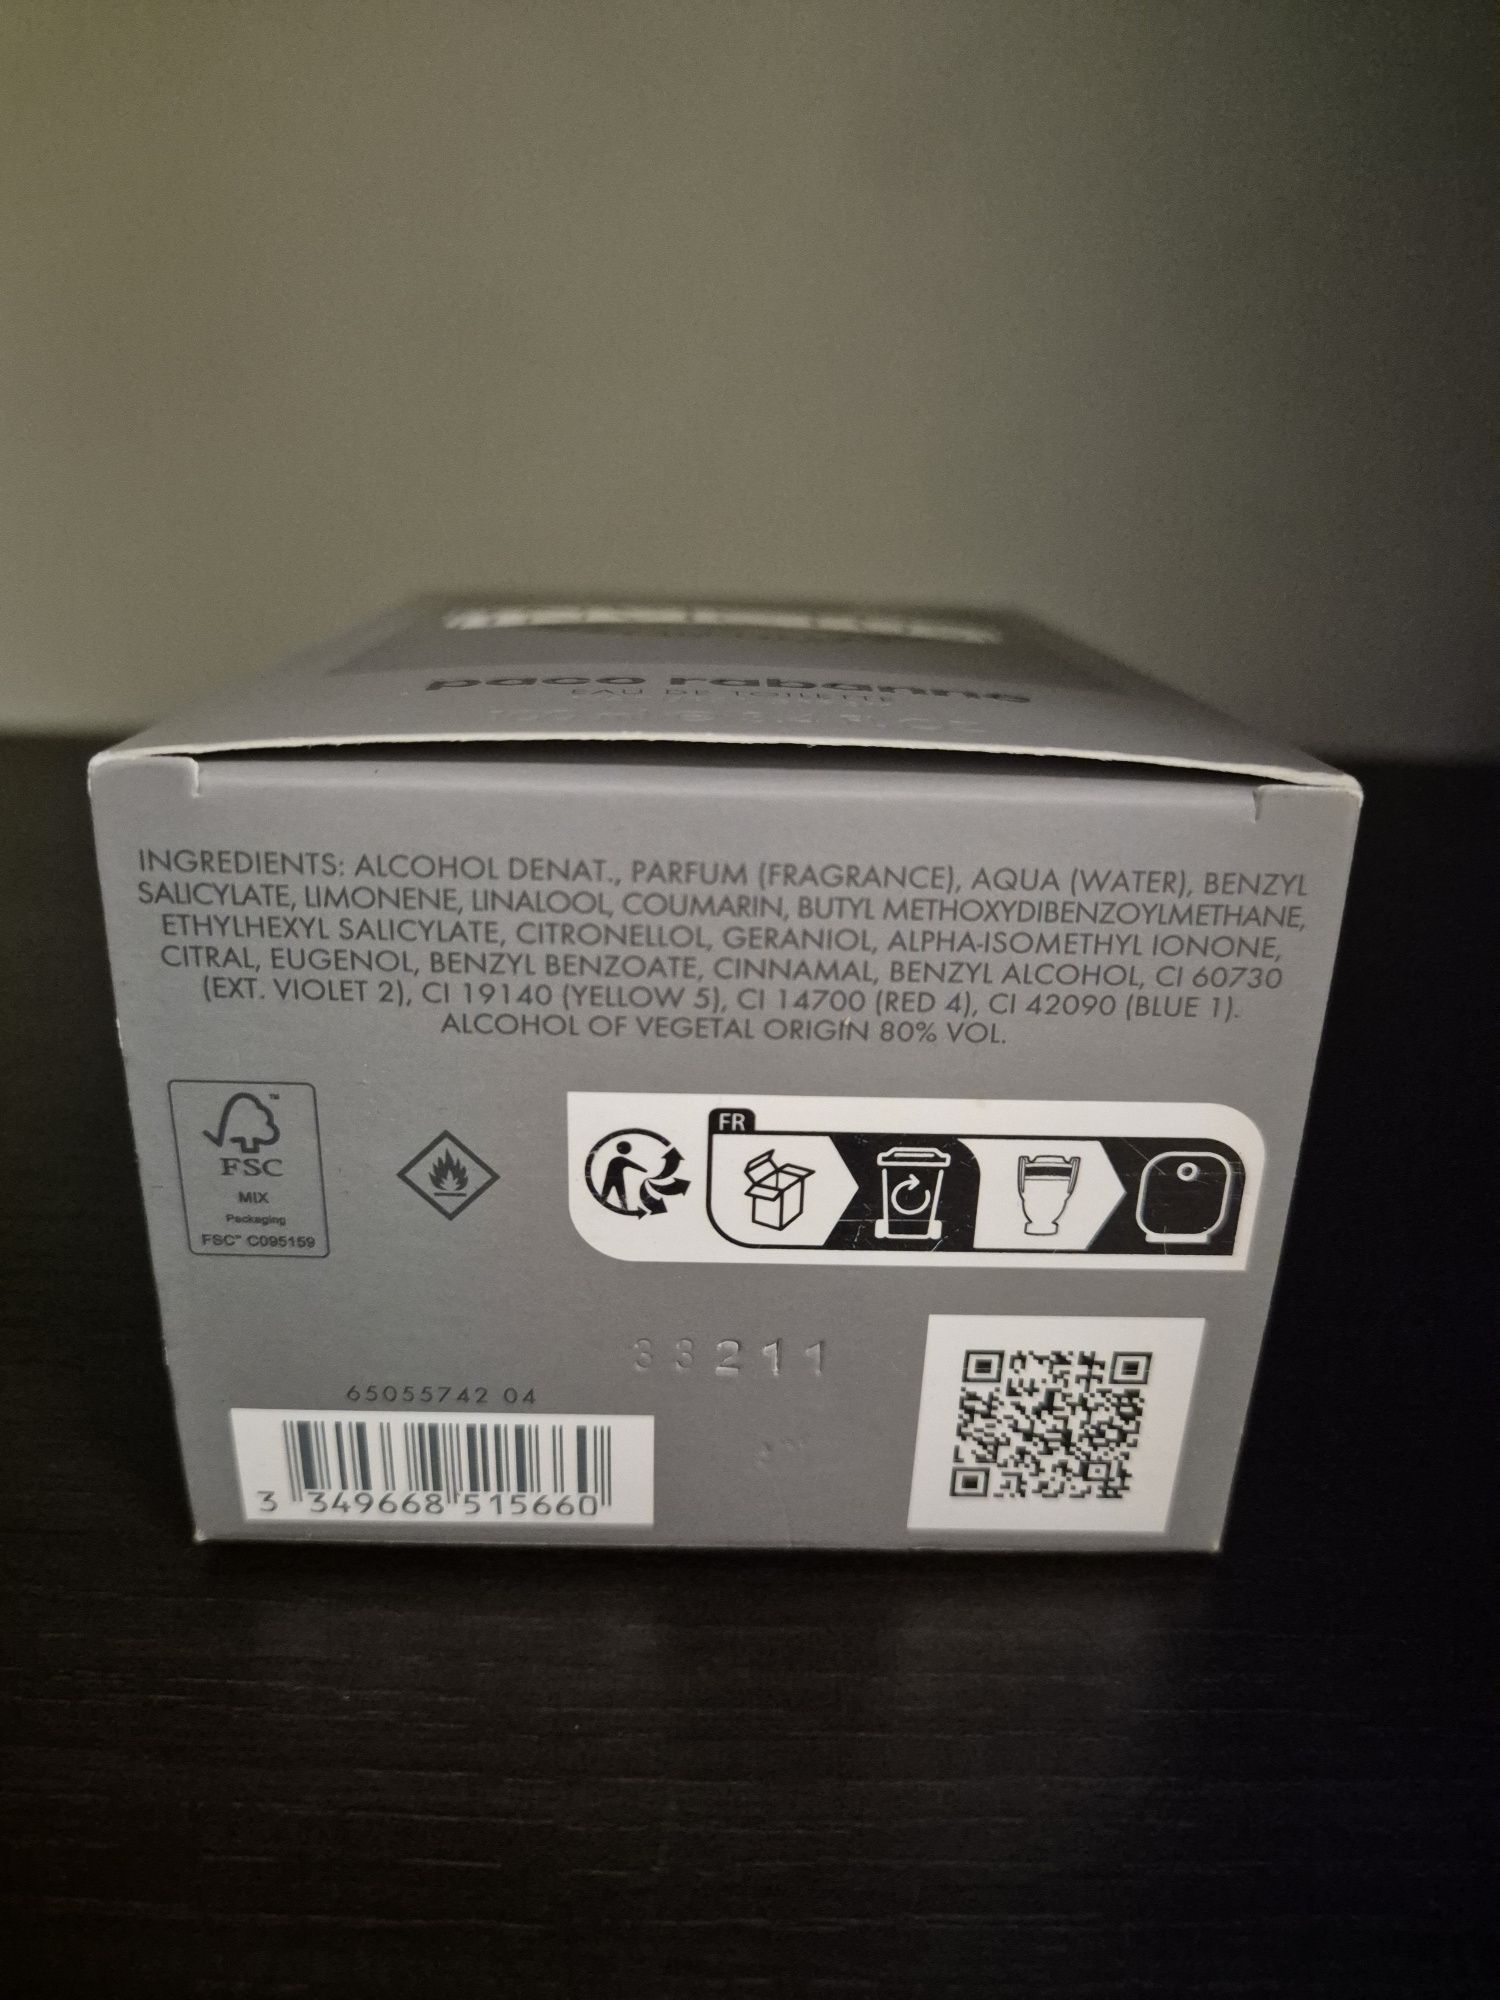 paco rabanne
EAU DE TOILETTE
INGREDIENTS: ALCOHOL DENAT., PARFUM (FRAGRANCE), AQUA (WATER), BENZYL
SALICYLATE, LIMONENE, LINALOOL, COUMARIN, BUTYL METHOXYDIBENZOYLMETHANE,
ETHYLHEXYL SALICYLATE, CITRONELLOL, GERANIOL, ALPHA-ISOMETHYL IONONE,
CITRAL, EUGENOL, BENZYL BENZOATE, CINNAMAL, BENZYL ALCOHOL, CI 60730
(EXT. VIOLET 2), CI 19140 (YELLOW 5), CI 14700 (RED 4), CI 42090 (BLUE 1).
ALCOHOL OF VEGETAL ORIGIN 80% VOL.
FSC™
MIX
Packaging
FSC™ C095159
FR
33211
65055742 04
3 349668 515660